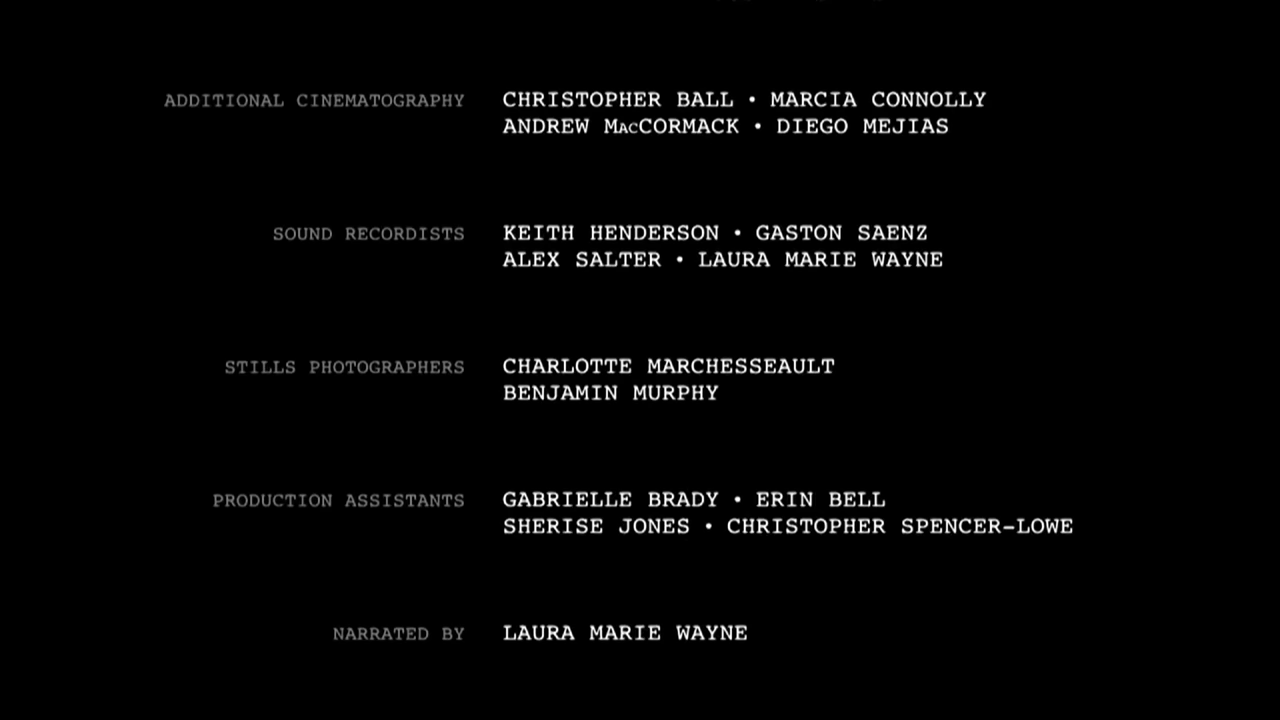 ADDITIONAL CINEMATOGRAPHY CHRISTOPHER BALL • MARCIA CONNOLLY
ANDREW MacCORMACK • DIEGO MEJIAS
SOUND RECORDISTS KEITH HENDERSON • GASTON SAENZ
ALEX SALTER • LAURA MARIE WAYNE
STILLS PHOTOGRAPHERS CHARLOTTE MARCHESSEAULT
BENJAMIN MURPHY
PRODUCTION ASSISTANTS GABRIELLE BRADY • ERIN BELL
SHERISE JONES • CHRISTOPHER SPENCER-LOWE
NARRATED BY LAURA MARIE WAYNE